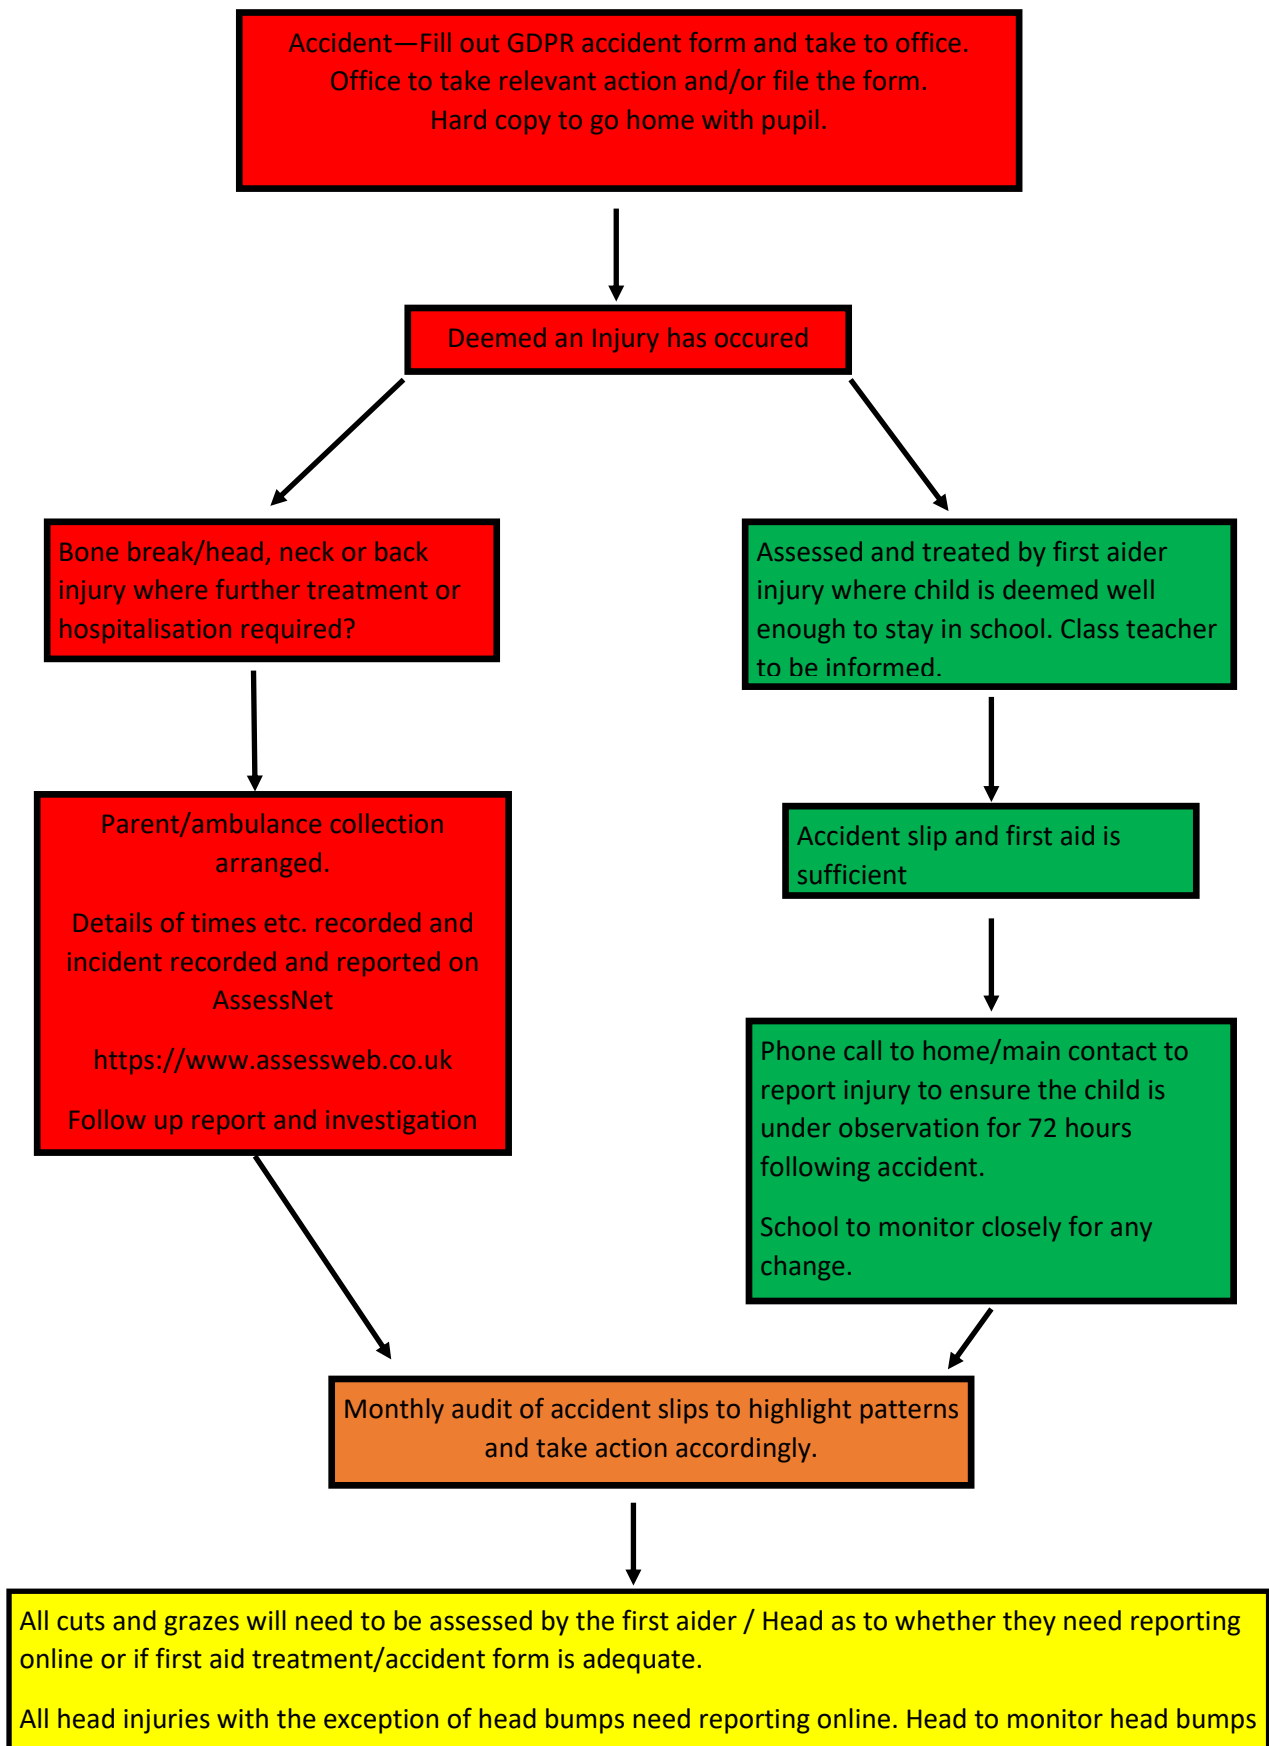 Accident—Fill out GDPR accident form and take to office.
Office to take relevant action and/or file the form.
Hard copy to go home with pupil.
Deemed an Injury has occured
Bone break/head, neck or back
injury where further treatment or
hospitalisation required?
Assessed and treated by first aider
injury where child is deemed well
enough to stay in school. Class teacher
to be informed.
Parent/ambulance collection
arranged.
Details of times etc. recorded and
incident recorded and reported on
AssessNet
https://www.assessweb.co.uk
Follow up report and investigation
Accident slip and first aid is
sufficient
Phone call to home/main contact to
report injury to ensure the child is
under observation for 72 hours
following accident.
School to monitor closely for any
change.
Monthly audit of accident slips to highlight patterns
and take action accordingly.
All cuts and grazes will need to be assessed by the first aider / Head as to whether they need reporting
online or if first aid treatment/accident form is adequate.
All head injuries with the exception of head bumps need reporting online. Head to monitor head bumps